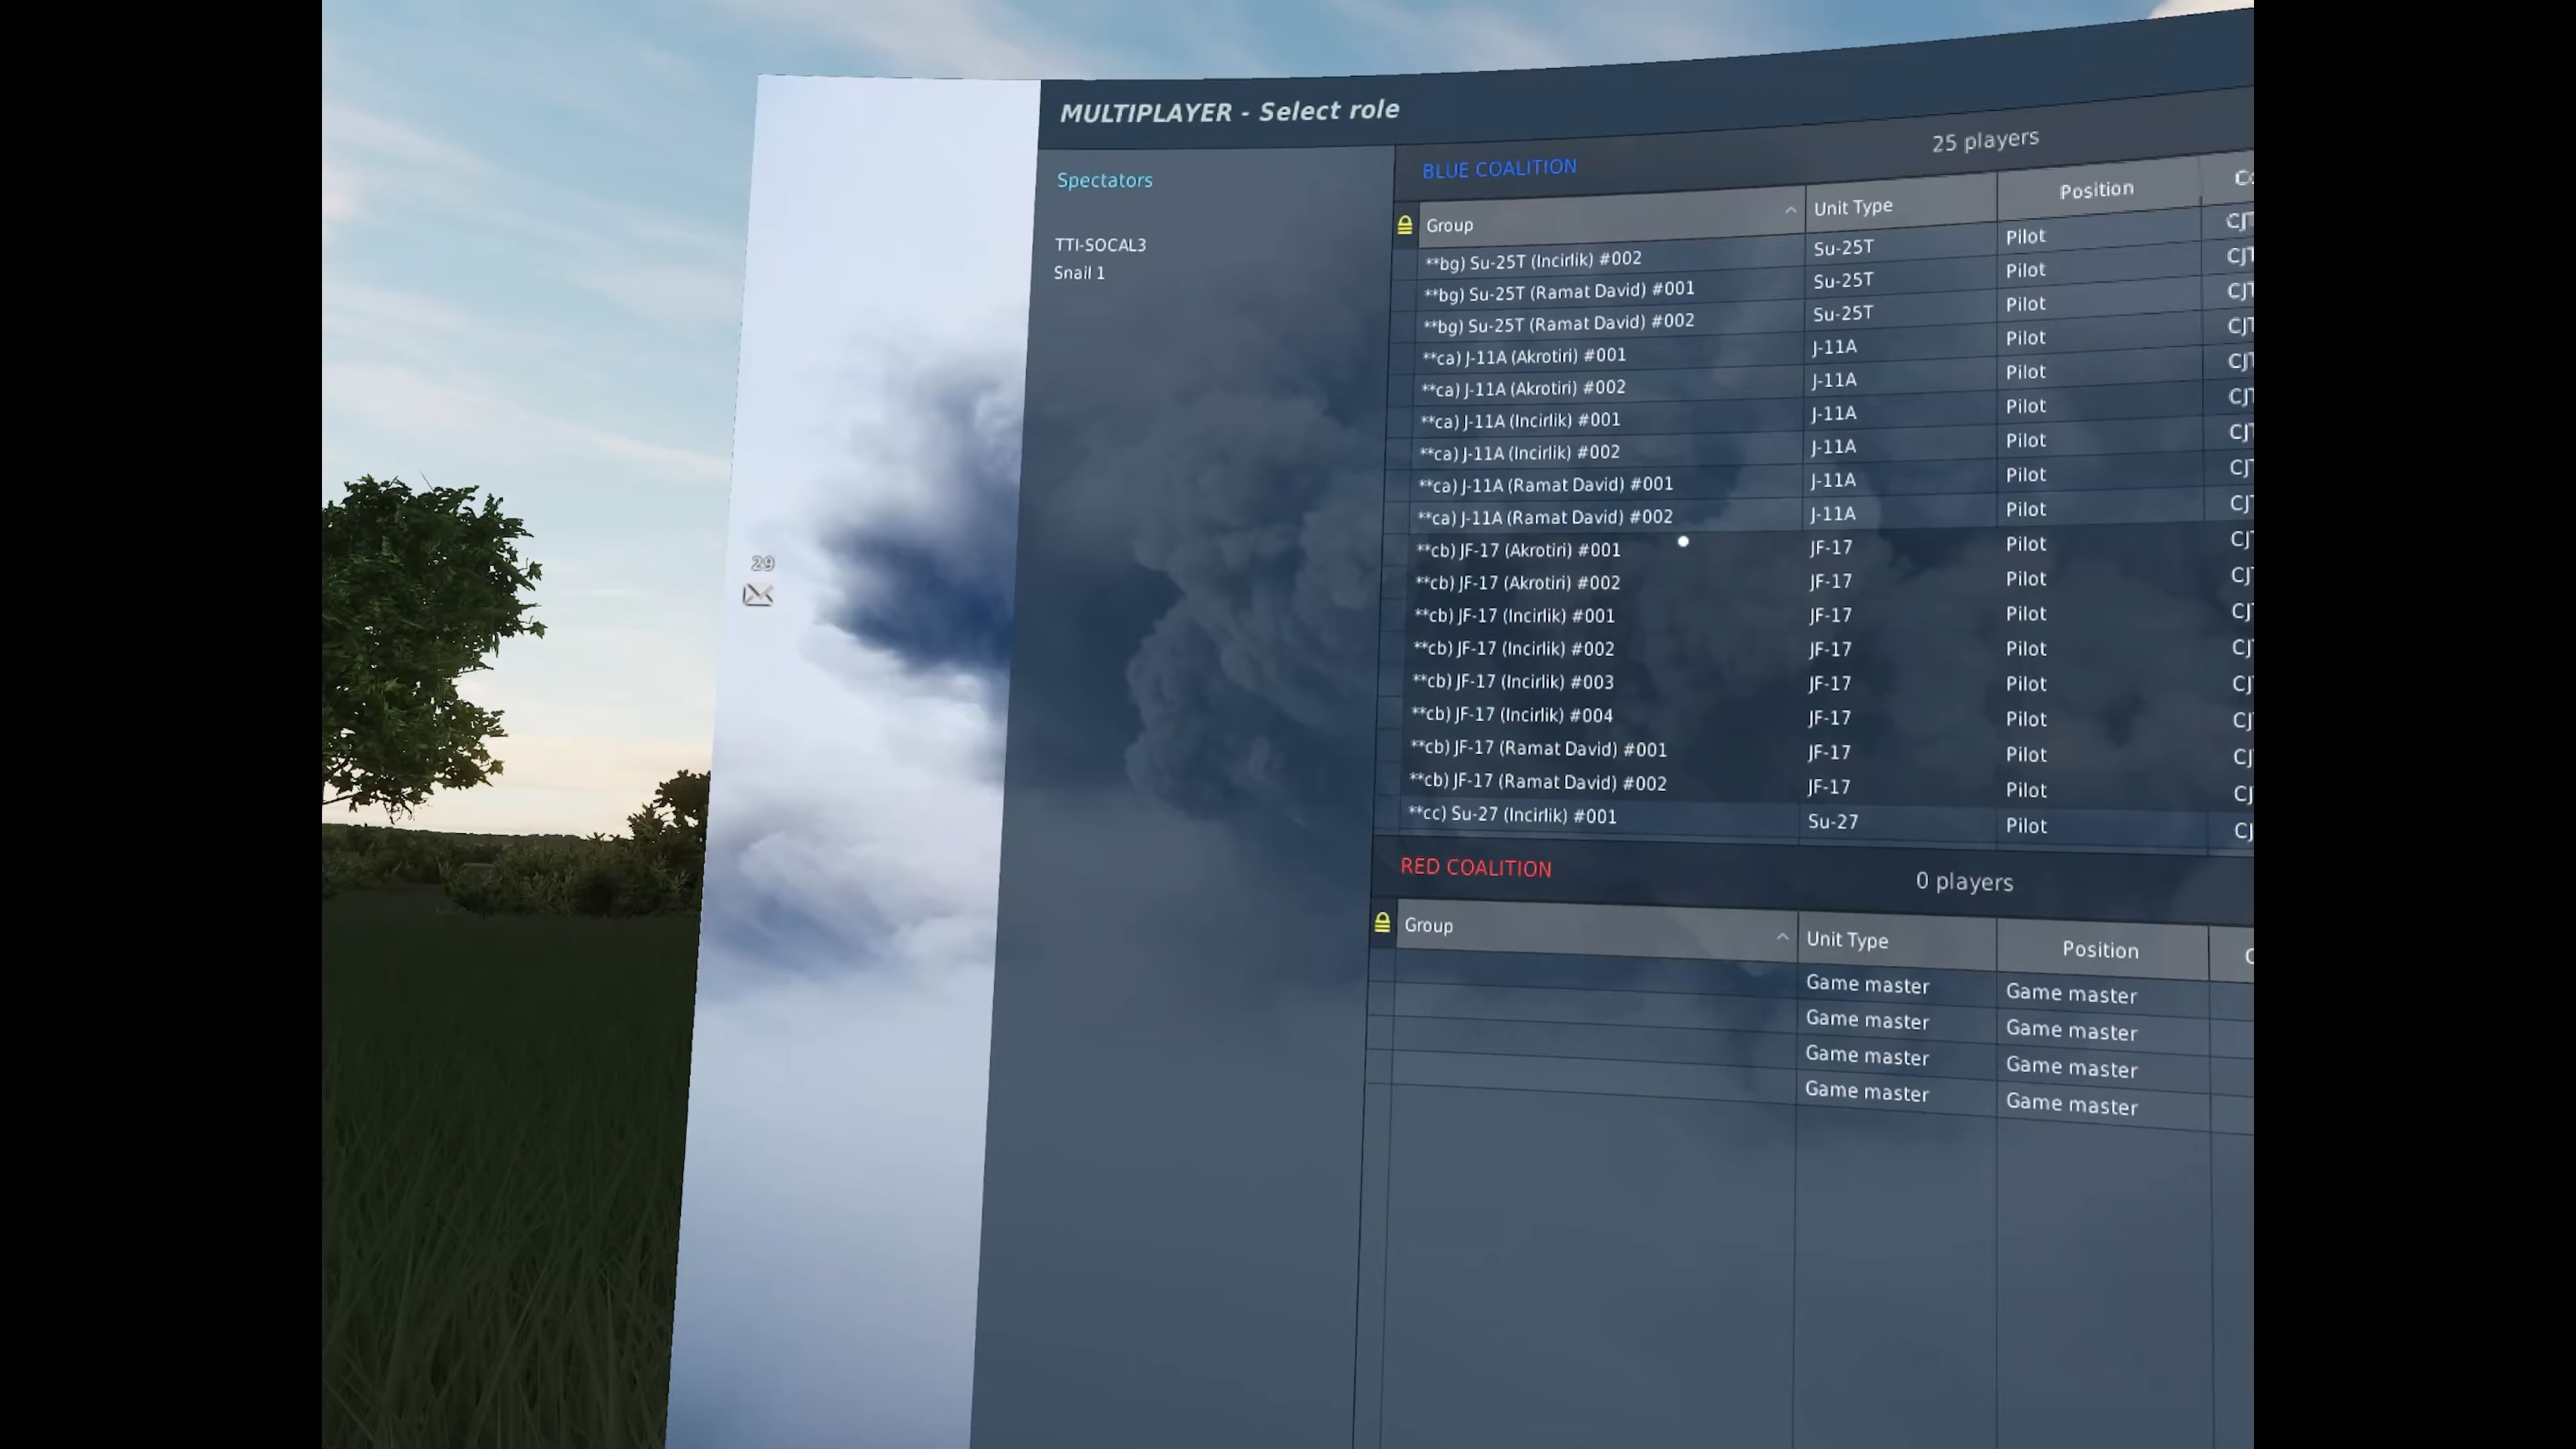 MULTIPLAYER - Select role
Spectators
TTI-SOCAL3
Snail 1
29
BLUE COALITION 25 players
Group Unit Type Position
**bg) Su-25T (Incirlik) #002 Su-25T Pilot
**bg) Su-25T (Ramat David) #001 Su-25T Pilot
**bg) Su-25T (Ramat David) #002 Su-25T Pilot
**ca) J-11A (Akrotiri) #001 J-11A Pilot
**ca) J-11A (Akrotiri) #002 J-11A Pilot
**ca) J-11A (Incirlik) #001 J-11A Pilot
**ca) J-11A (Incirlik) #002 J-11A Pilot
**ca) J-11A (Ramat David) #001 J-11A Pilot
**ca) J-11A (Ramat David) #002 J-11A Pilot
**cb) JF-17 (Akrotiri) #001 JF-17 Pilot
**cb) JF-17 (Akrotiri) #002 JF-17 Pilot
**cb) JF-17 (Incirlik) #001 JF-17 Pilot
**cb) JF-17 (Incirlik) #002 JF-17 Pilot
**cb) JF-17 (Incirlik) #003 JF-17 Pilot
**cb) JF-17 (Incirlik) #004 JF-17 Pilot
**cb) JF-17 (Ramat David) #001 JF-17 Pilot
**cb) JF-17 (Ramat David) #002 JF-17 Pilot
**cc) Su-27 (Incirlik) #001 Su-27 Pilot
RED COALITION 0 players
Group Unit Type Position
Game master Game master
Game master Game master
Game master Game master
Game master Game master